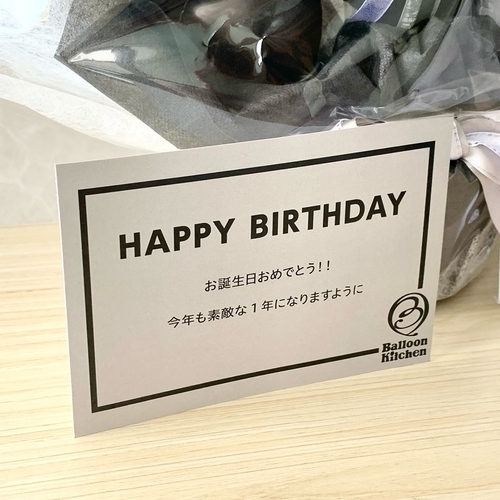 HAPPY BIRTHDAY
お誕生日おめでとう！！
今年も素敵な１年になりますように
Balloon
Kitchen